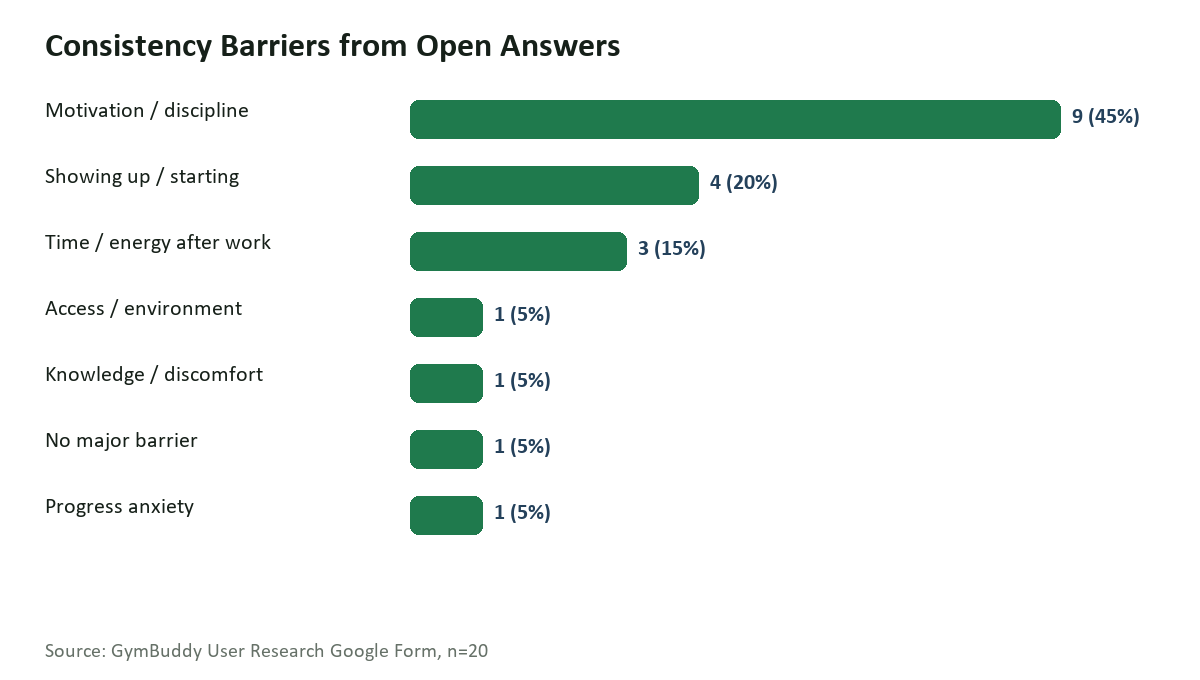 Consistency Barriers from Open Answers
Motivation / discipline 9 (45%)
Showing up / starting 4 (20%)
Time / energy after work 3 (15%)
Access / environment 1 (5%)
Knowledge / discomfort 1 (5%)
No major barrier 1 (5%)
Progress anxiety 1 (5%)
Source: GymBuddy User Research Google Form, n=20